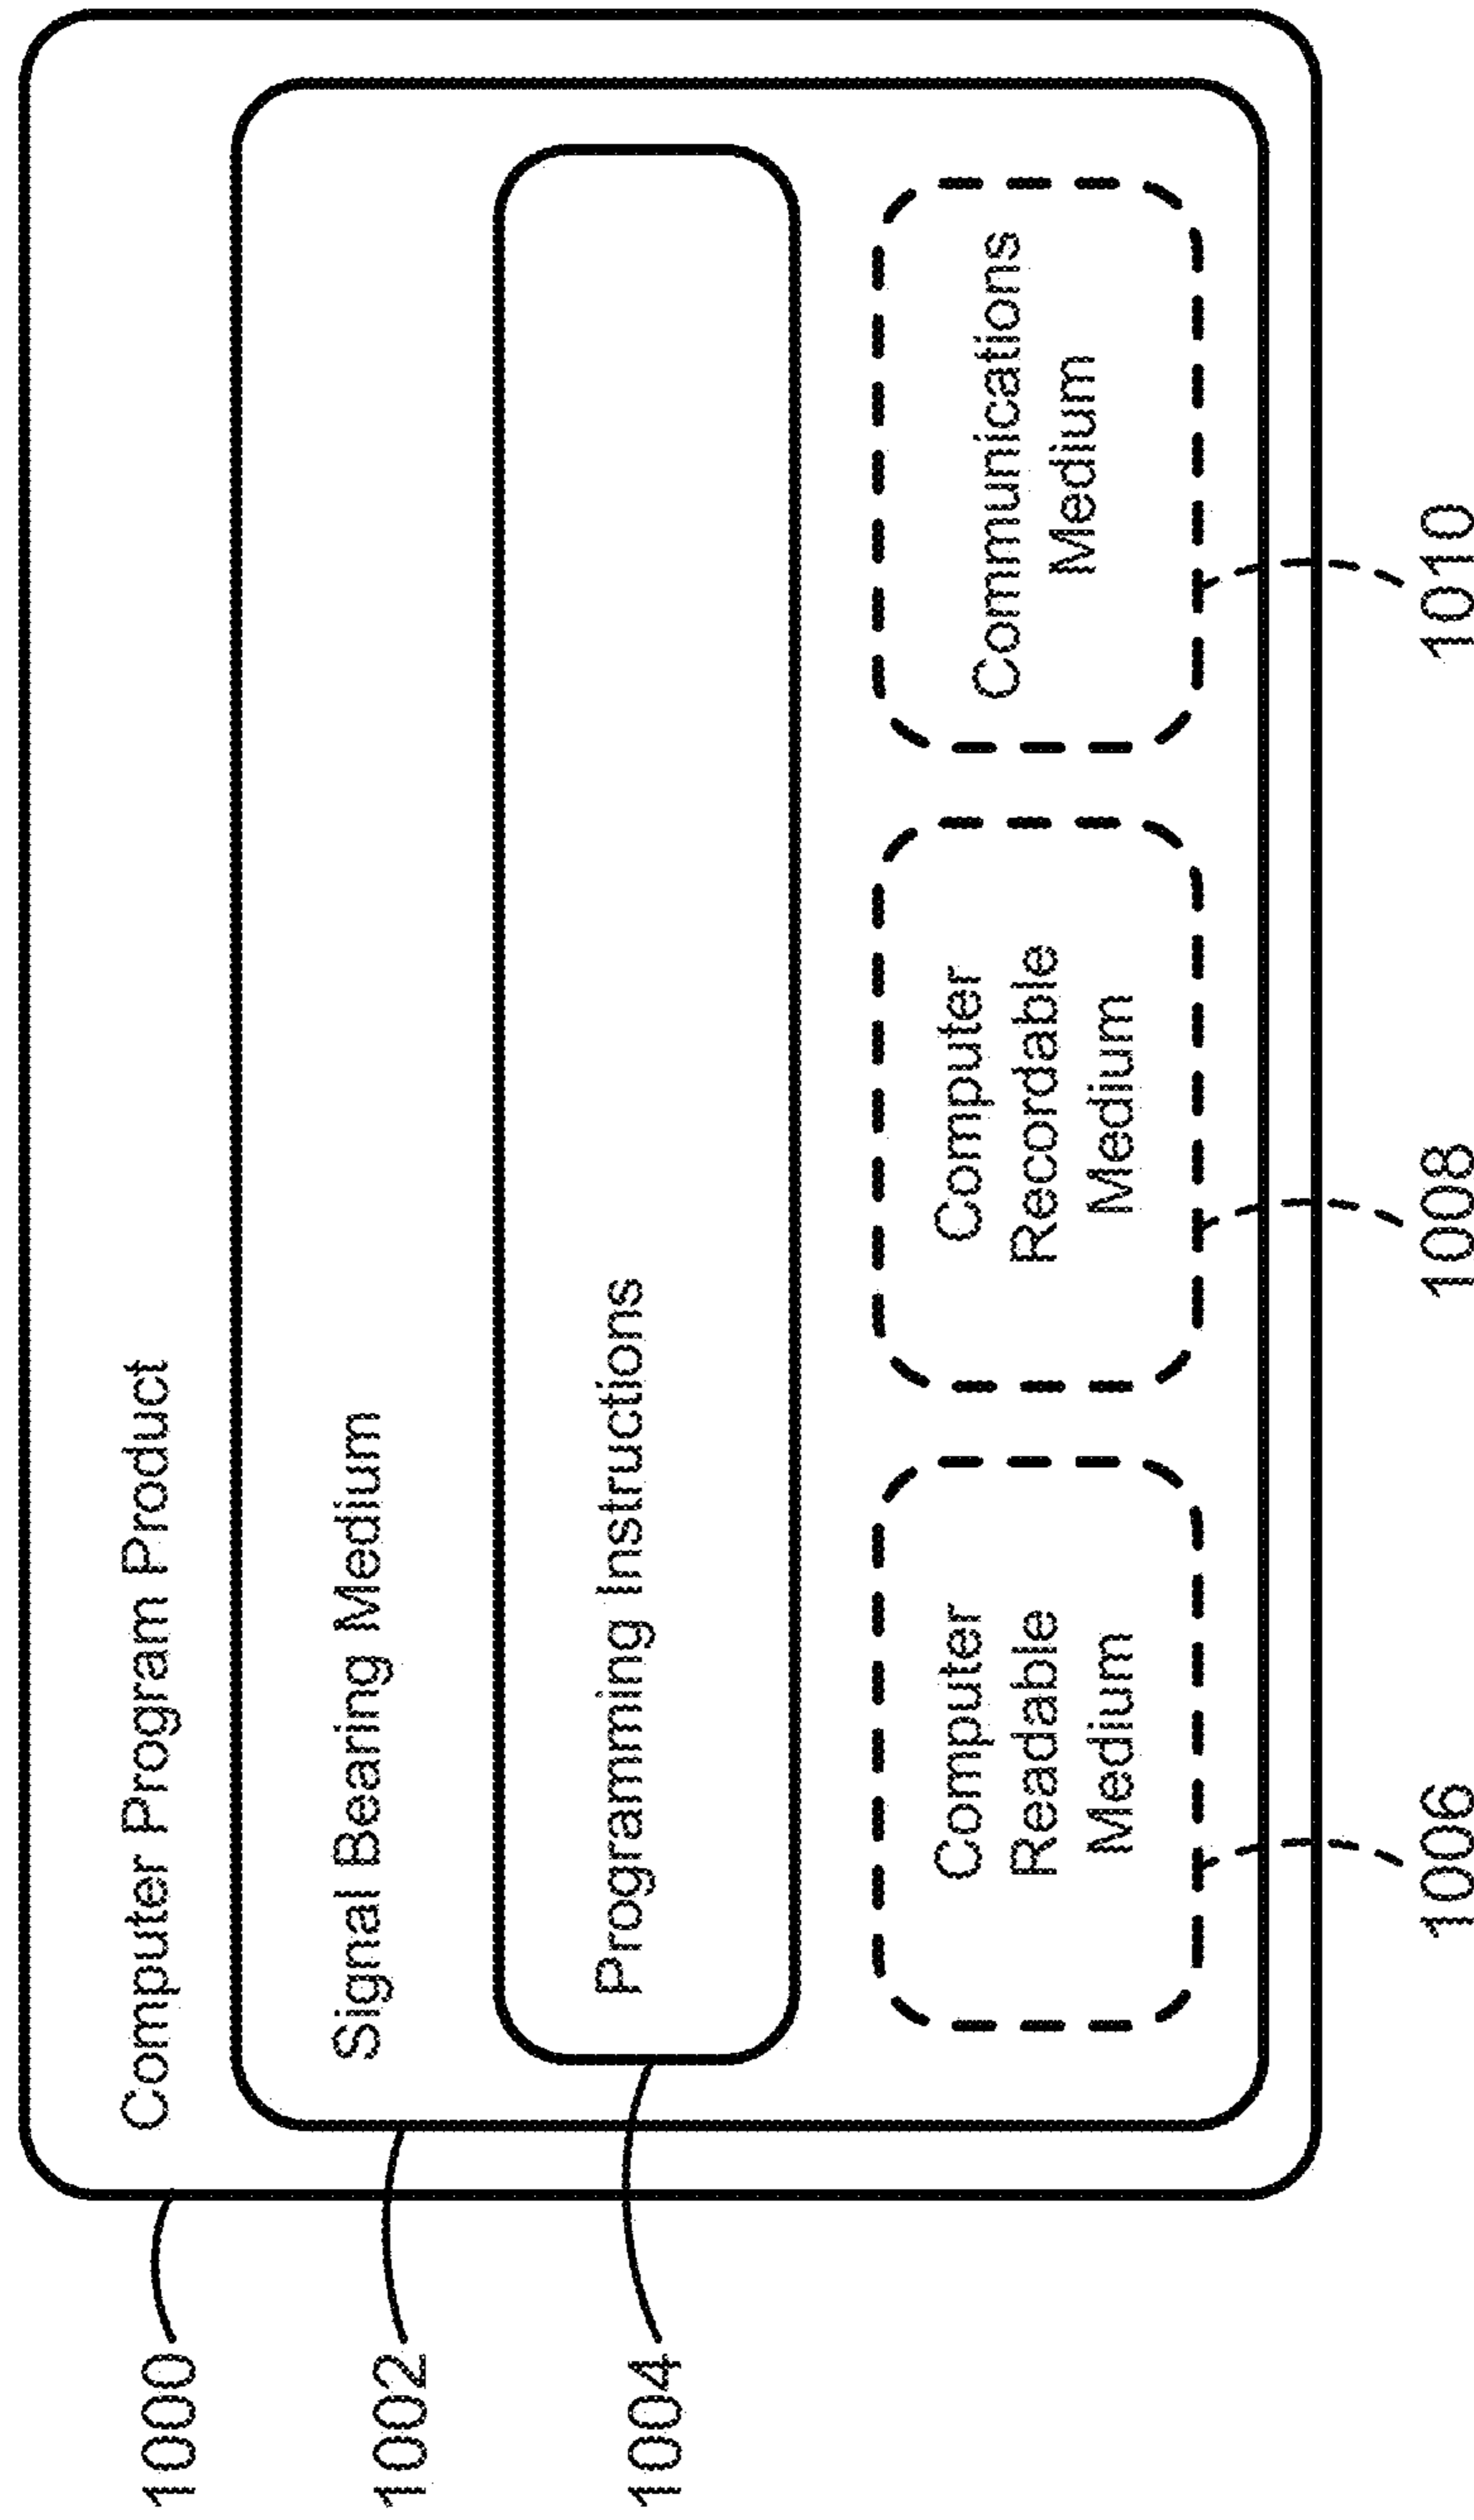 1000
Computer Program Product
1002
Signal Bearing Medium
1004
Programming Instructions
Computer
Readable
Medium
Computer
Recordable
Medium
Communications
Medium
1006
1008
1010